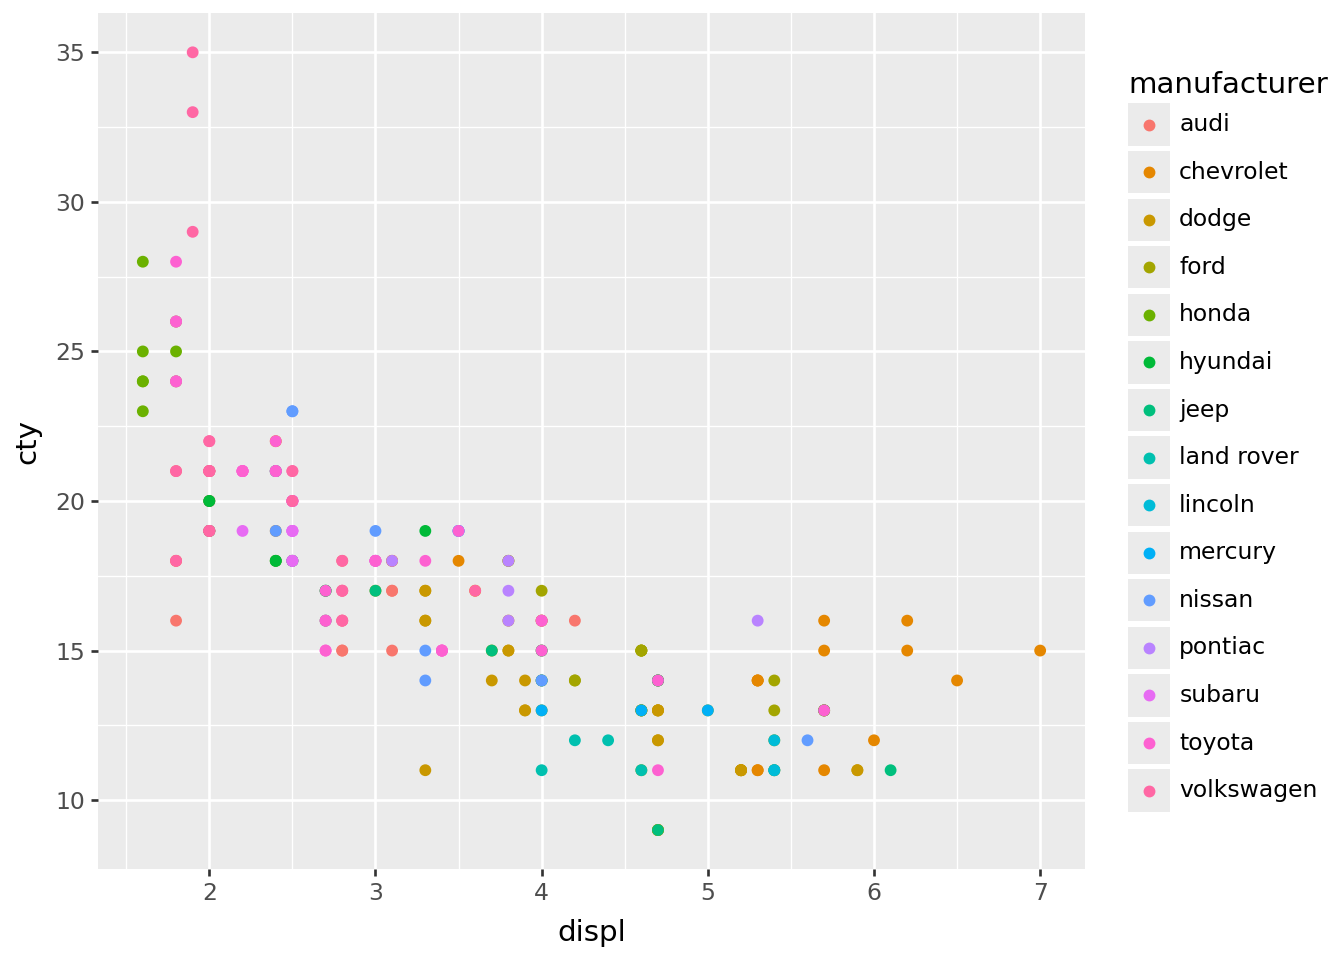 35
30
25
20
15
10
cty
2 3 4 5 6 7
displ
manufacturer
audi
chevrolet
dodge
ford
honda
hyundai
jeep
land rover
lincoln
mercury
nissan
pontiac
subaru
toyota
volkswagen